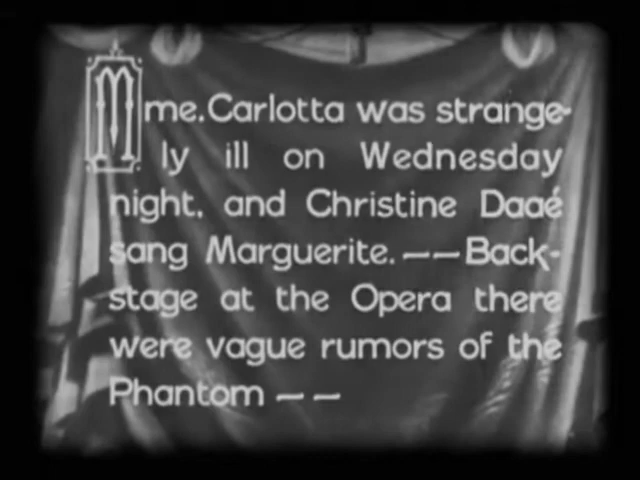 Mme. Carlotta was strange-
ly ill on Wednesday
night. and Christine Daaé
sang Marguerite. — — Back-
stage at the Opera there
were vague rumors of the
Phantom — —